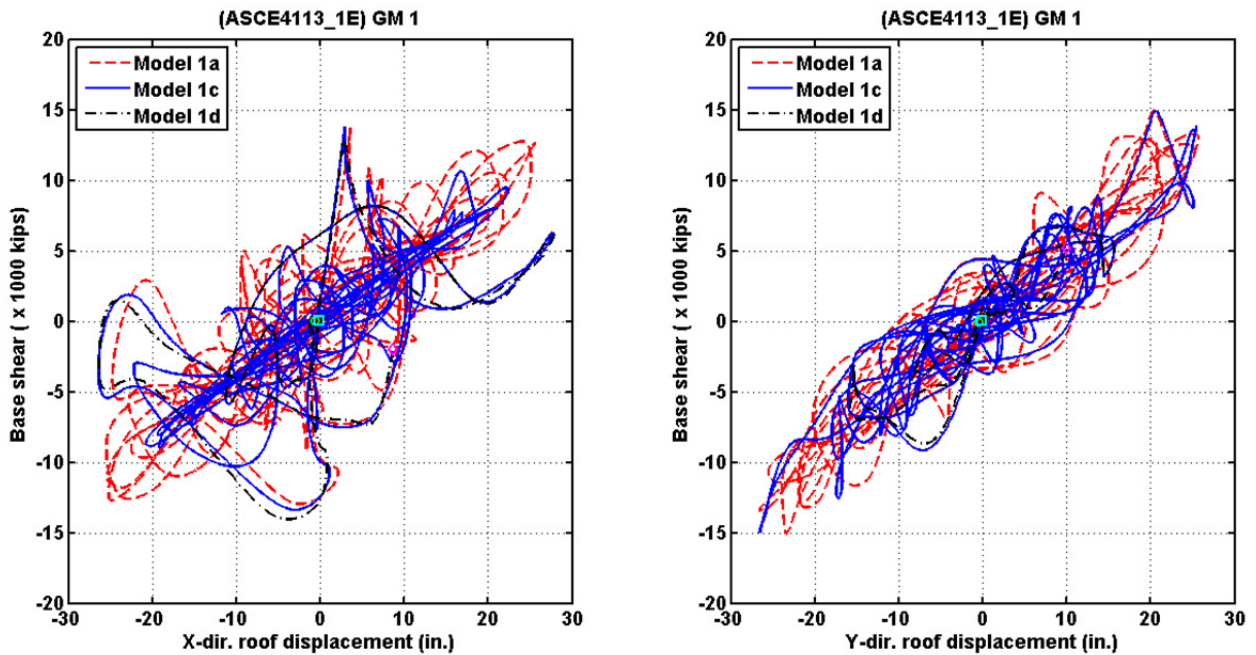 (ASCE4113_1E) GM 1
20
15
10
5
0
-5
-10
-15
-20
-30
-20
-10
0
10
20
30
Base shear ( x 1000 kips)
X-dir. roof displacement (in.)
Model 1a
Model 1c
Model 1d
(ASCE4113_1E) GM 1
20
15
10
5
0
-5
-10
-15
-20
-30
-20
-10
0
10
20
30
Base shear ( x 1000 kips)
Y-dir. roof displacement (in.)
Model 1a
Model 1c
Model 1d